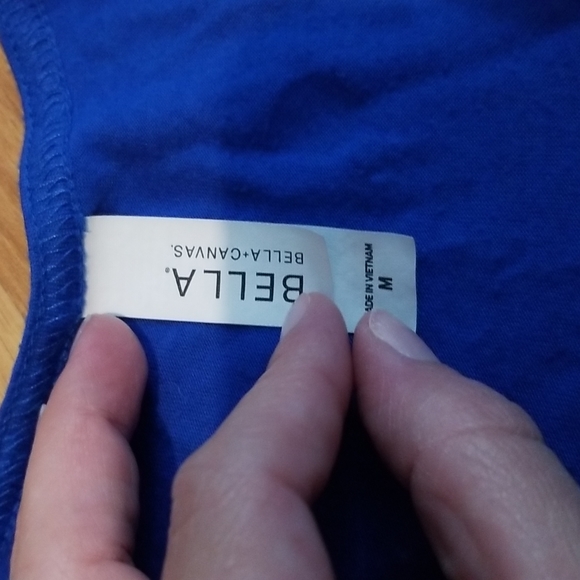 BELLA.
BELLA+CANVAS.
M
ADE IN VIETNAM